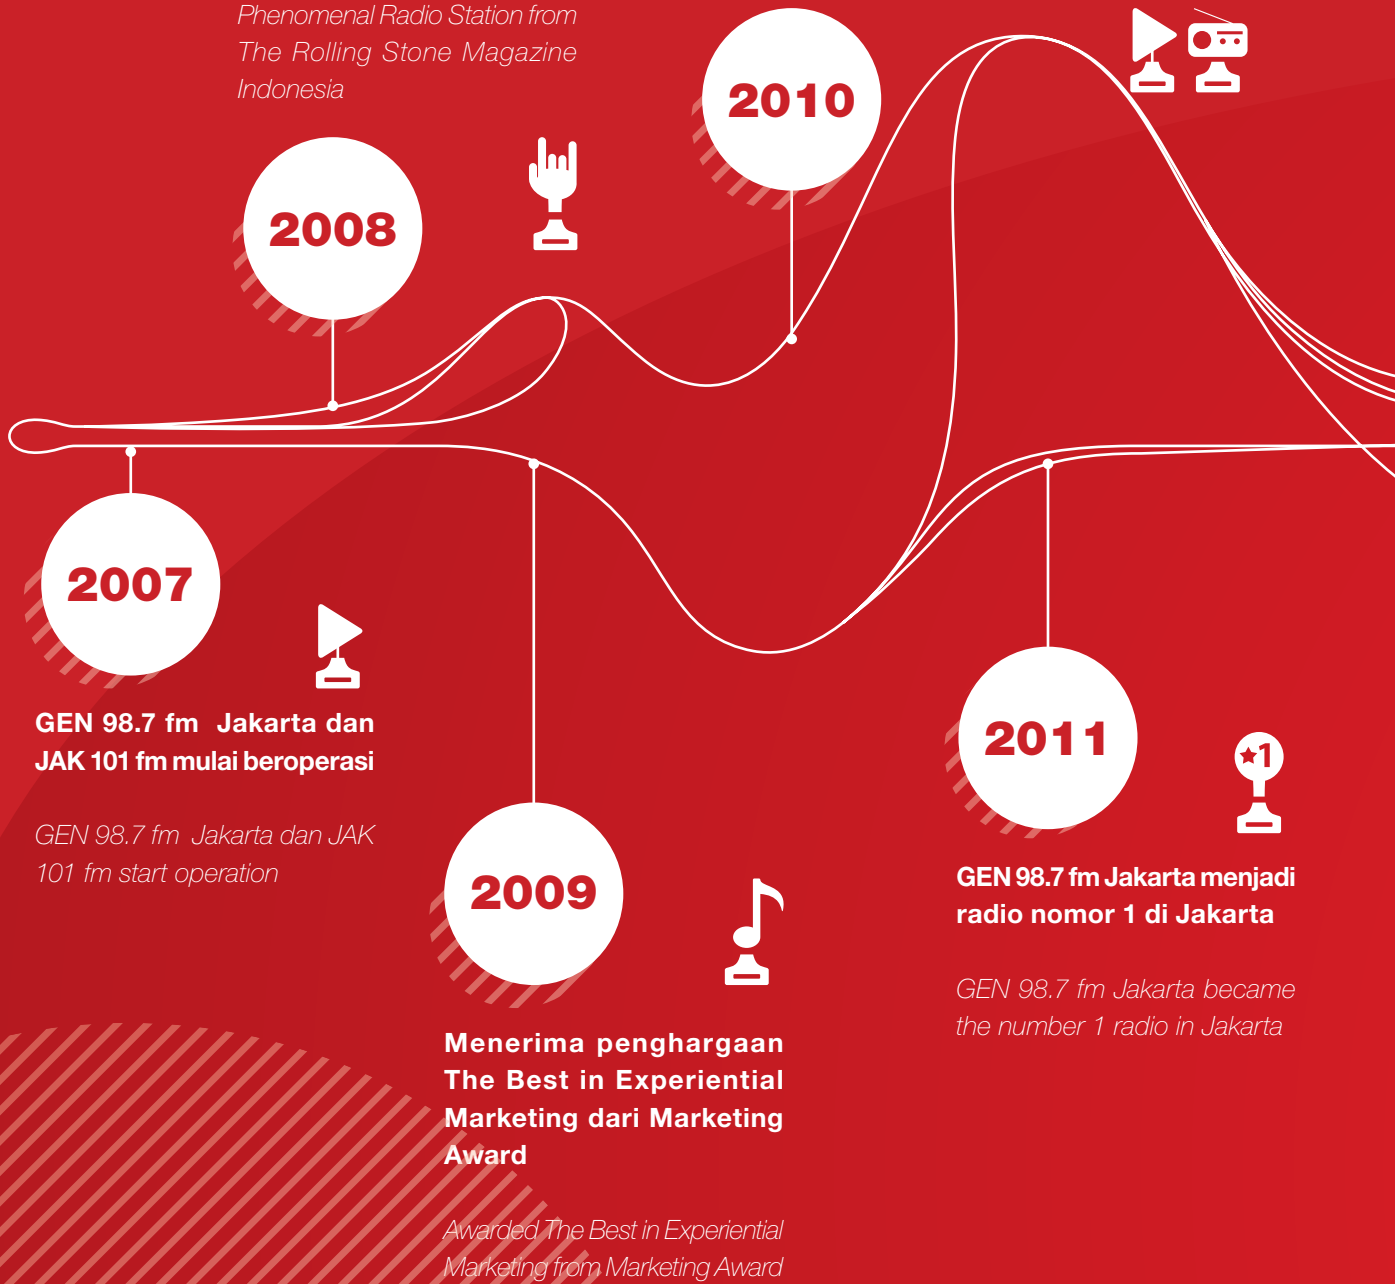 Phenomenal Radio Station from
The Rolling Stone Magazine
Indonesia
2008
2010
2007
GEN 98.7 fm Jakarta dan
JAK 101 fm mulai beroperasi
GEN 98.7 fm Jakarta dan JAK
101 fm start operation
2009
Menerima penghargaan
The Best in Experiential
Marketing dari Marketing
Award
Awarded The Best in Experiential
Marketing from Marketing Award
2011
1
GEN 98.7 fm Jakarta menjadi
radio nomor 1 di Jakarta
GEN 98.7 fm Jakarta became
the number 1 radio in Jakarta